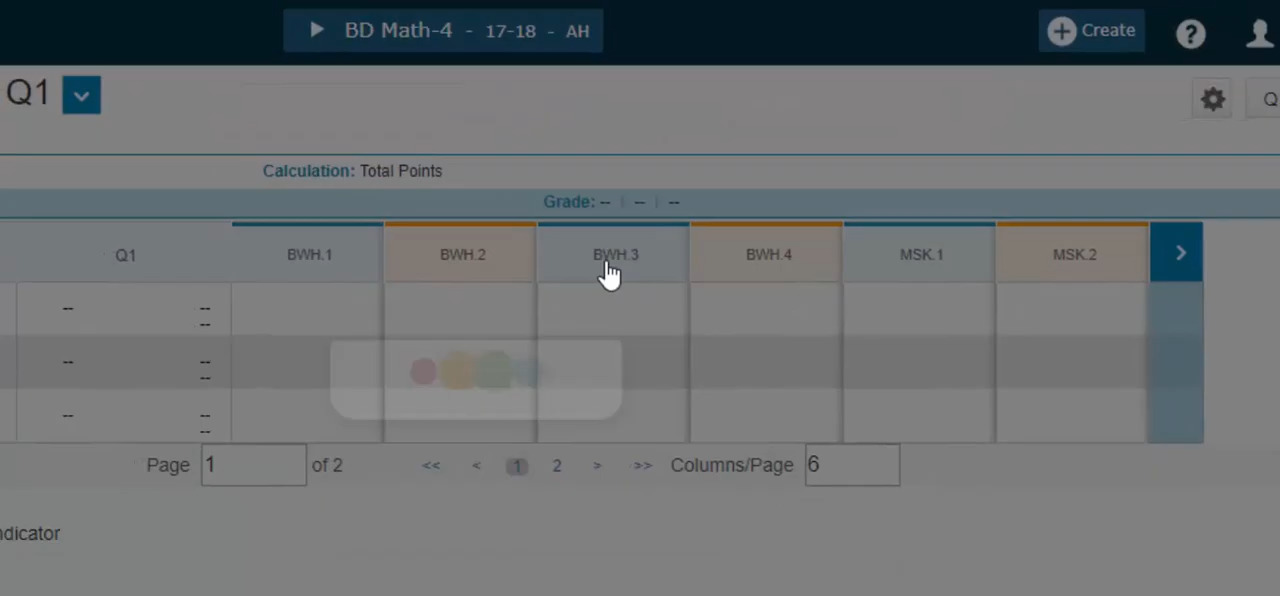 BD Math-4 - 17-18 - AH
Create
?
Q1
Q
Calculation: Total Points
Grade: -- | -- | --
Q1 BWH.1 BWH.2 BWH.3 BWH.4 MSK.1 MSK.2 >
-- --
--
-- --
--
-- --
--
Page 1 of 2 << < 1 2 > >> Columns/Page 6
ndicator